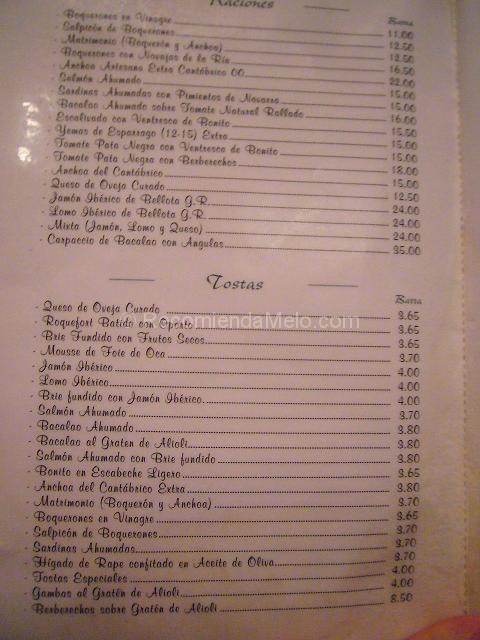 Raciones
Barra
- Boquerones en Vinagre 11.00
- Salpicón de Boquerones 12.50
- Matrimonio (Boquerón y Anchoa) 12.50
- Boquerones con Navajas de la Ría 16.50
- Anchoa Artesana Extra Cantábrico 00 22.00
- Salmón Ahumado 15.00
- Sardinas Ahumadas con Pimientos de Navarra 15.00
- Bacalao Ahumado sobre Tomate Natural Rallado 16.00
- Escalivado con Ventresca de Bonito 15.50
- Yemas de Esparrago (12-15) Extra 15.00
- Tomate Pata Negra con Ventresca de Bonito 15.00
- Tomate Pata Negra con Berberechos 18.00
- Anchoa del Cantábrico 15.00
- Queso de Oveja Curado 12.50
- Jamón Ibérico de Bellota G.R. 24.00
- Lomo Ibérico de Bellota G.R. 24.00
- Mixta (Jamón, Lomo y Queso) 24.00
- Carpaccio de Bacalao con Angulas 35.00
Tostas
Barra
- Queso de Oveja Curado 3.65
RecomiendaMelo.com
- Roquefort Batido con Oporto 3.65
- Brie Fundido con Frutos Secos 3.65
- Mousse de Foie de Oca 3.70
- Jamón Ibérico 4.00
- Lomo Ibérico 4.00
- Brie fundido con Jamón Ibérico 4.00
- Salmón Ahumado 3.70
- Bacalao Ahumado 3.80
- Bacalao al Graten de Alioli 3.80
- Salmón Ahumado con Brie fundido 3.80
- Bonito en Escabeche Ligero 3.65
- Anchoa del Cantábrico Extra 3.80
- Matrimonio (Boquerón y Anchoa) 3.70
- Boquerones en Vinagre 3.65
- Salpicón de Boquerones 3.70
- Sardinas Ahumadas 3.70
- Hígado de Rape confitado en Aceite de Oliva 3.70
- Tostas Especiales 4.00
- Gambas al Gratén de Alioli 4.00
- Berberechos sobre Gratén de Alioli 8.50